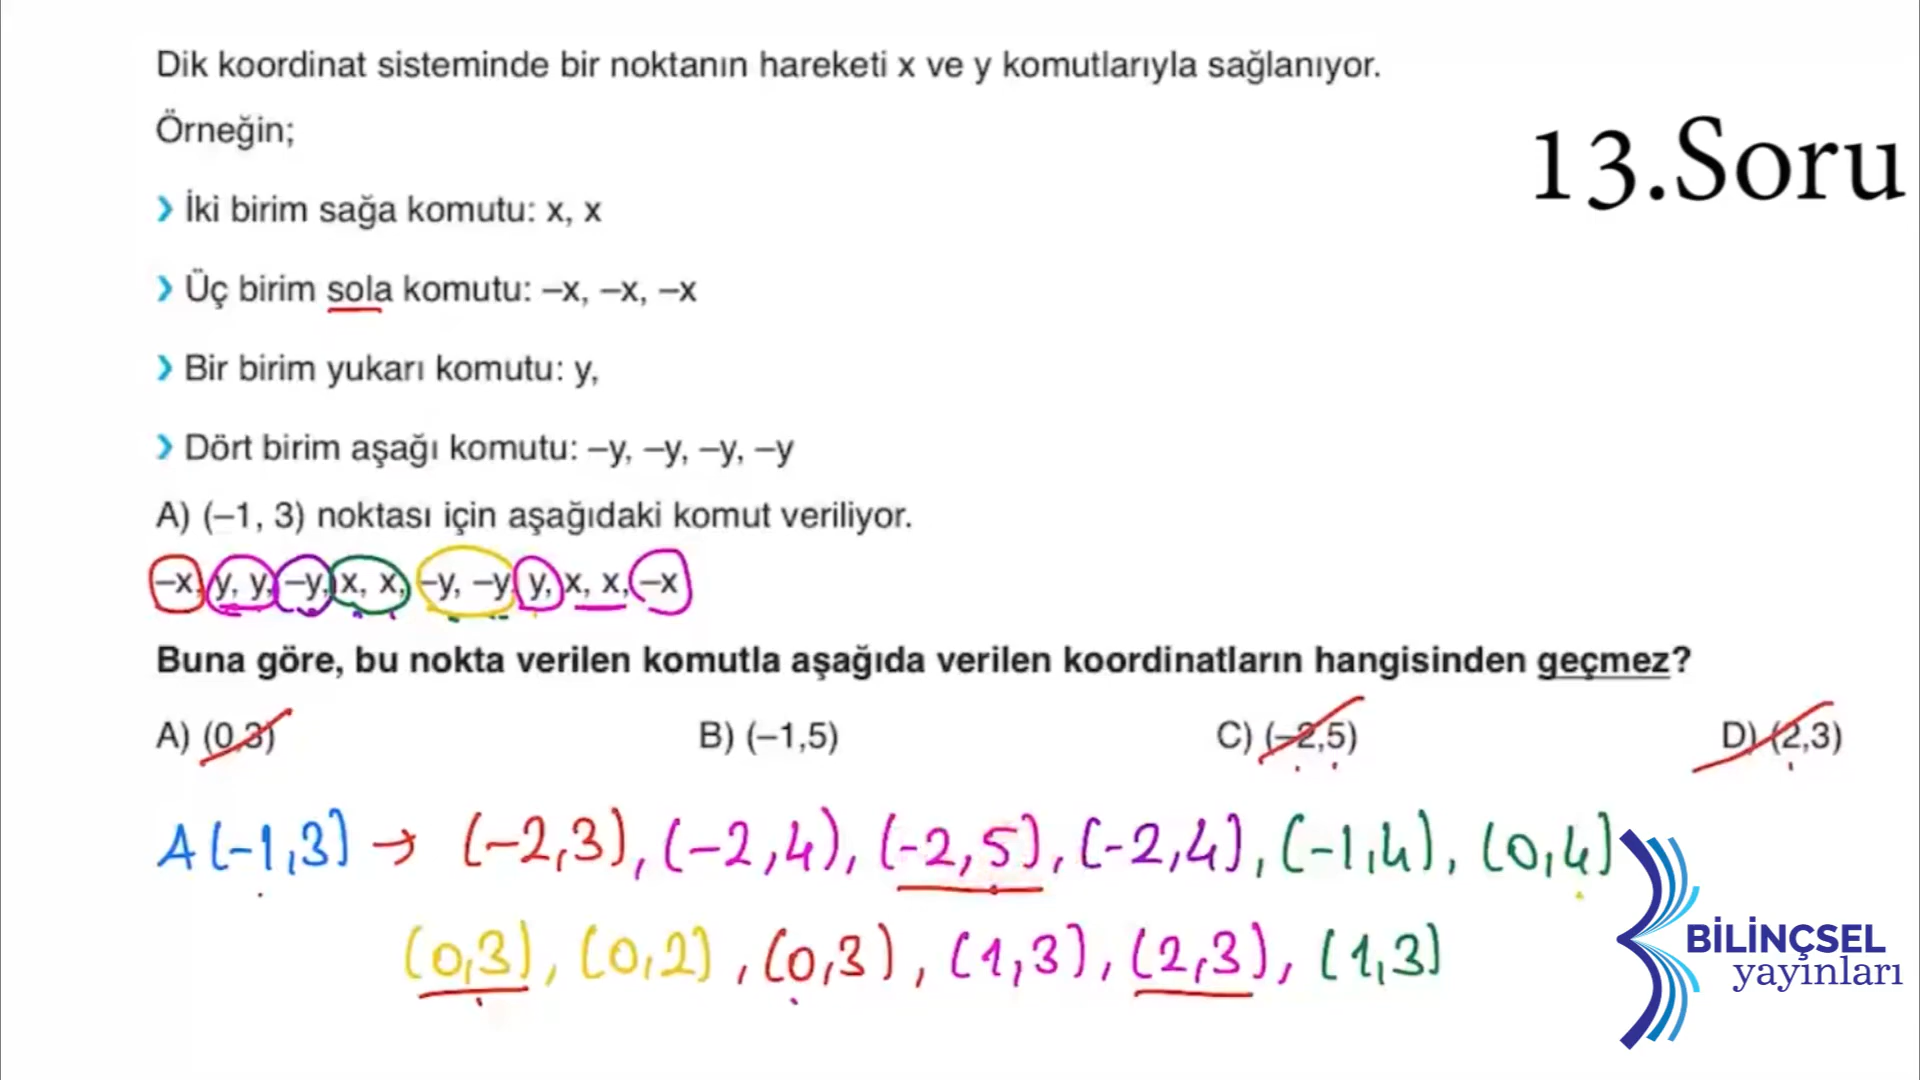 Dik koordinat sisteminde bir noktanın hareketi x ve y komutlarıyla sağlanıyor.
Örneğin;
13.Soru
› İki birim sağa komutu: x, x
› Üç birim sola komutu: –x, –x, –x
› Bir birim yukarı komutu: y,
› Dört birim aşağı komutu: –y, –y, –y, –y
A) (–1, 3) noktası için aşağıdaki komut veriliyor.
–x, y, y, –y, x, x, –y, –y, y, x, x, –x
Buna göre, bu nokta verilen komutla aşağıda verilen koordinatların hangisinden geçmez?
A) (0,3) B) (–1,5) C) (–2,5) D) (2,3)
A(-1,3) → (-2,3), (-2,4), (-2,5), (-2,4), (-1,4), (0,4)
(0,3), (0,2), (0,3), (1,3), (2,3), (1,3)
BİLİNÇSEL
yayınları